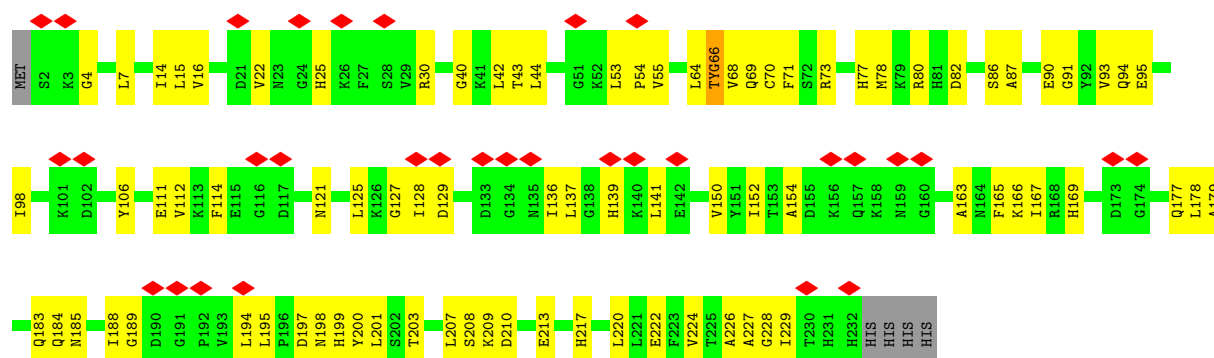 MET S2 K3 G4 L7 I14 L15 V16 D21 V22 N23 G24 H25 K26 F27 S28 V29 R30 G40 K41 L42 T43 L44 G51 K52 L53 P54 V55 L64 TYG66 V68 Q69 C70 F71 S72 R73 H77 M78 K79 R80 H81 D82 S86 A87 E90 G91 Y92 V93 Q94 E95
I98 K101 D102 Y106 E111 V112 K113 F114 E115 G116 D117 N121 L125 K126 G127 I128 D129 D133 G134 N135 I136 L137 G138 H139 K140 L141 E142 V150 Y151 I152 T153 A154 D155 K156 Q157 K158 N159 G160 A163 N164 F165 K166 I167 R168 H169 D173 G174 Q177 L178 A179
Q183 Q184 N185 I188 G189 D190 G191 P192 V193 L194 L195 P196 D197 N198 H199 Y200 L201 S202 T203 L207 S208 K209 D210 E213 H217 L220 L221 E222 F223 V224 T225 A226 A227 G228 I229 T230 H231 H232 HIS HIS HIS HIS